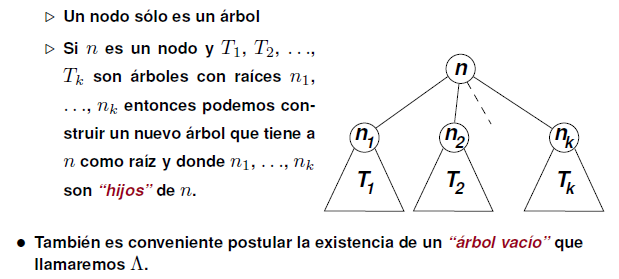 ▷ Un nodo sólo es un árbol
▷ Si n es un nodo y T₁, T₂, ...,
Tₖ son árboles con raíces n₁,
..., nₖ entonces podemos con-
struir un nuevo árbol que tiene a
n como raíz y donde n₁, ..., nₖ
son “hijos” de n.
n
n₁ n₂ nₖ
T₁ T₂ Tₖ
● También es conveniente postular la existencia de un “árbol vacío” que
llamaremos Λ.